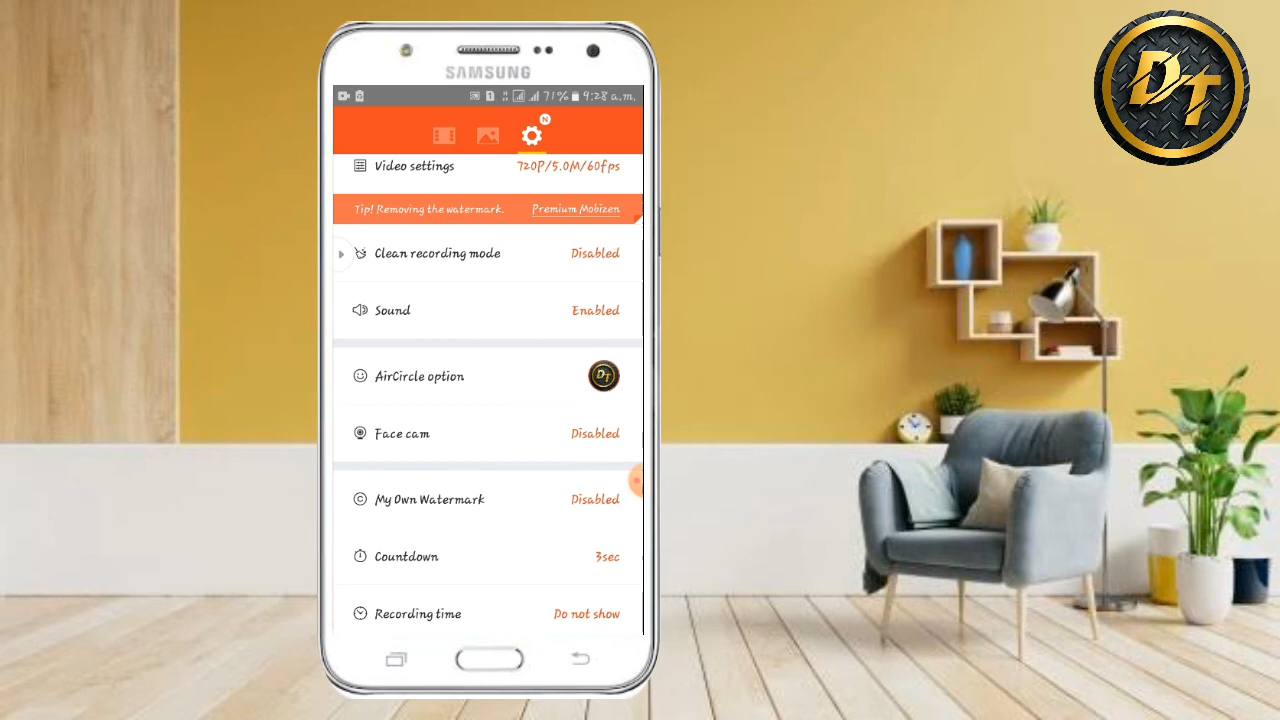 DT
SAMSUNG
71% 9:28 a.m.
N
Video settings 720P/5.0M/60fps
Tip! Removing the watermark. Premium Mobizen
Clean recording mode Disabled
Sound Enabled
AirCircle option DT
Face cam Disabled
My Own Watermark Disabled
Countdown 3sec
Recording time Do not show